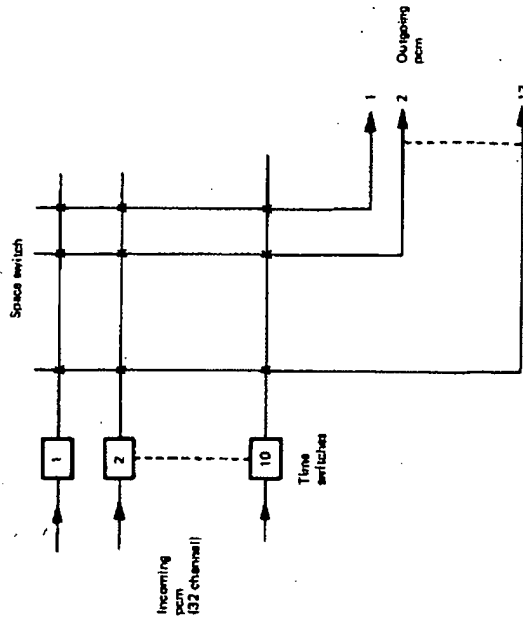 Space switch
1
2
10
Time
switches
Incoming
pcm
(32 channel)
1
2
Outgoing
pcm